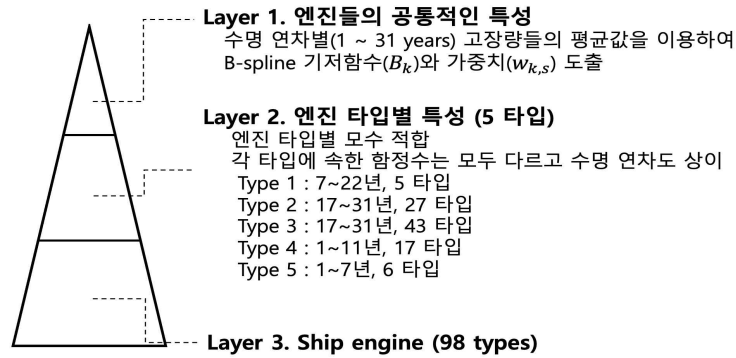 Layer 1. 엔진들의 공통적인 특성
수명 연차별(1 ~ 31 years) 고장량들의 평균값을 이용하여
B-spline 기저함수(B_k)와 가중치(w_{k,s}) 도출
Layer 2. 엔진 타입별 특성 (5 타입)
엔진 타입별 모수 적합
각 타입에 속한 함정수는 모두 다르고 수명 연차도 상이
Type 1 : 7~22년, 5 타입
Type 2 : 17~31년, 27 타입
Type 3 : 17~31년, 43 타입
Type 4 : 1~11년, 17 타입
Type 5 : 1~7년, 6 타입
Layer 3. Ship engine (98 types)